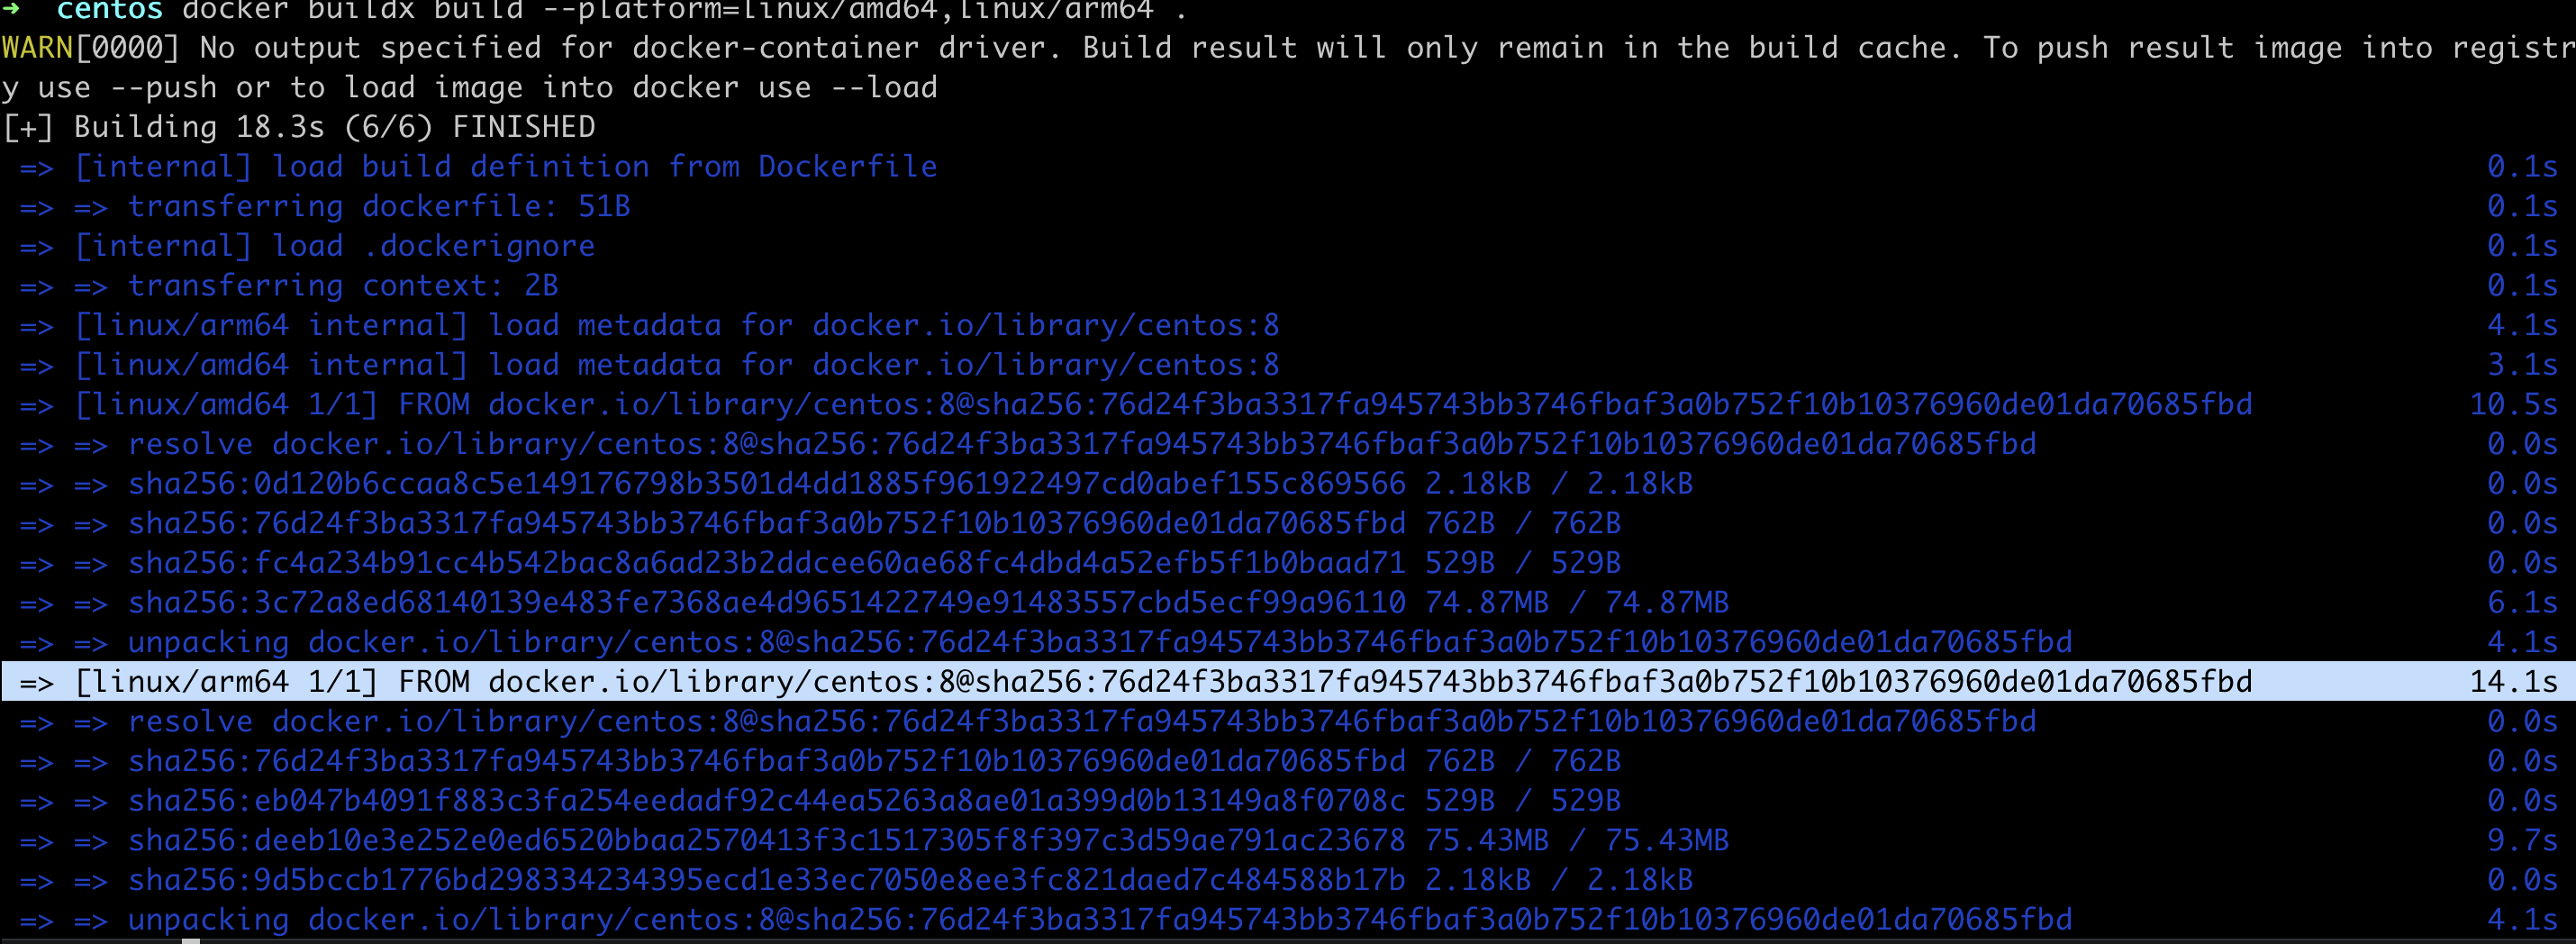 ➜  centos docker buildx build --platform=linux/amd64,linux/arm64 .
WARN[0000] No output specified for docker-container driver. Build result will only remain in the build cache. To push result image into registr
y use --push or to load image into docker use --load
[+] Building 18.3s (6/6) FINISHED
=> [internal] load build definition from Dockerfile 0.1s
=> => transferring dockerfile: 51B 0.1s
=> [internal] load .dockerignore 0.1s
=> => transferring context: 2B 0.1s
=> [linux/arm64 internal] load metadata for docker.io/library/centos:8 4.1s
=> [linux/amd64 internal] load metadata for docker.io/library/centos:8 3.1s
=> [linux/amd64 1/1] FROM docker.io/library/centos:8@sha256:76d24f3ba3317fa945743bb3746fbaf3a0b752f10b10376960de01da70685fbd 10.5s
=> => resolve docker.io/library/centos:8@sha256:76d24f3ba3317fa945743bb3746fbaf3a0b752f10b10376960de01da70685fbd 0.0s
=> => sha256:0d120b6ccaa8c5e149176798b3501d4dd1885f961922497cd0abef155c869566 2.18kB / 2.18kB 0.0s
=> => sha256:76d24f3ba3317fa945743bb3746fbaf3a0b752f10b10376960de01da70685fbd 762B / 762B 0.0s
=> => sha256:fc4a234b91cc4b542bac8a6ad23b2ddcee60ae68fc4dbd4a52efb5f1b0baad71 529B / 529B 0.0s
=> => sha256:3c72a8ed68140139e483fe7368ae4d9651422749e91483557cbd5ecf99a96110 74.87MB / 74.87MB 6.1s
=> => unpacking docker.io/library/centos:8@sha256:76d24f3ba3317fa945743bb3746fbaf3a0b752f10b10376960de01da70685fbd 4.1s
=> [linux/arm64 1/1] FROM docker.io/library/centos:8@sha256:76d24f3ba3317fa945743bb3746fbaf3a0b752f10b10376960de01da70685fbd 14.1s
=> => resolve docker.io/library/centos:8@sha256:76d24f3ba3317fa945743bb3746fbaf3a0b752f10b10376960de01da70685fbd 0.0s
=> => sha256:76d24f3ba3317fa945743bb3746fbaf3a0b752f10b10376960de01da70685fbd 762B / 762B 0.0s
=> => sha256:eb047b4091f883c3fa254eedadf92c44ea5263a8ae01a399d0b13149a8f0708c 529B / 529B 0.0s
=> => sha256:deeb10e3e252e0ed6520bbaa2570413f3c1517305f8f397c3d59ae791ac23678 75.43MB / 75.43MB 9.7s
=> => sha256:9d5bccb1776bd298334234395ecd1e33ec7050e8ee3fc821daed7c484588b17b 2.18kB / 2.18kB 0.0s
=> => unpacking docker.io/library/centos:8@sha256:76d24f3ba3317fa945743bb3746fbaf3a0b752f10b10376960de01da70685fbd 4.1s